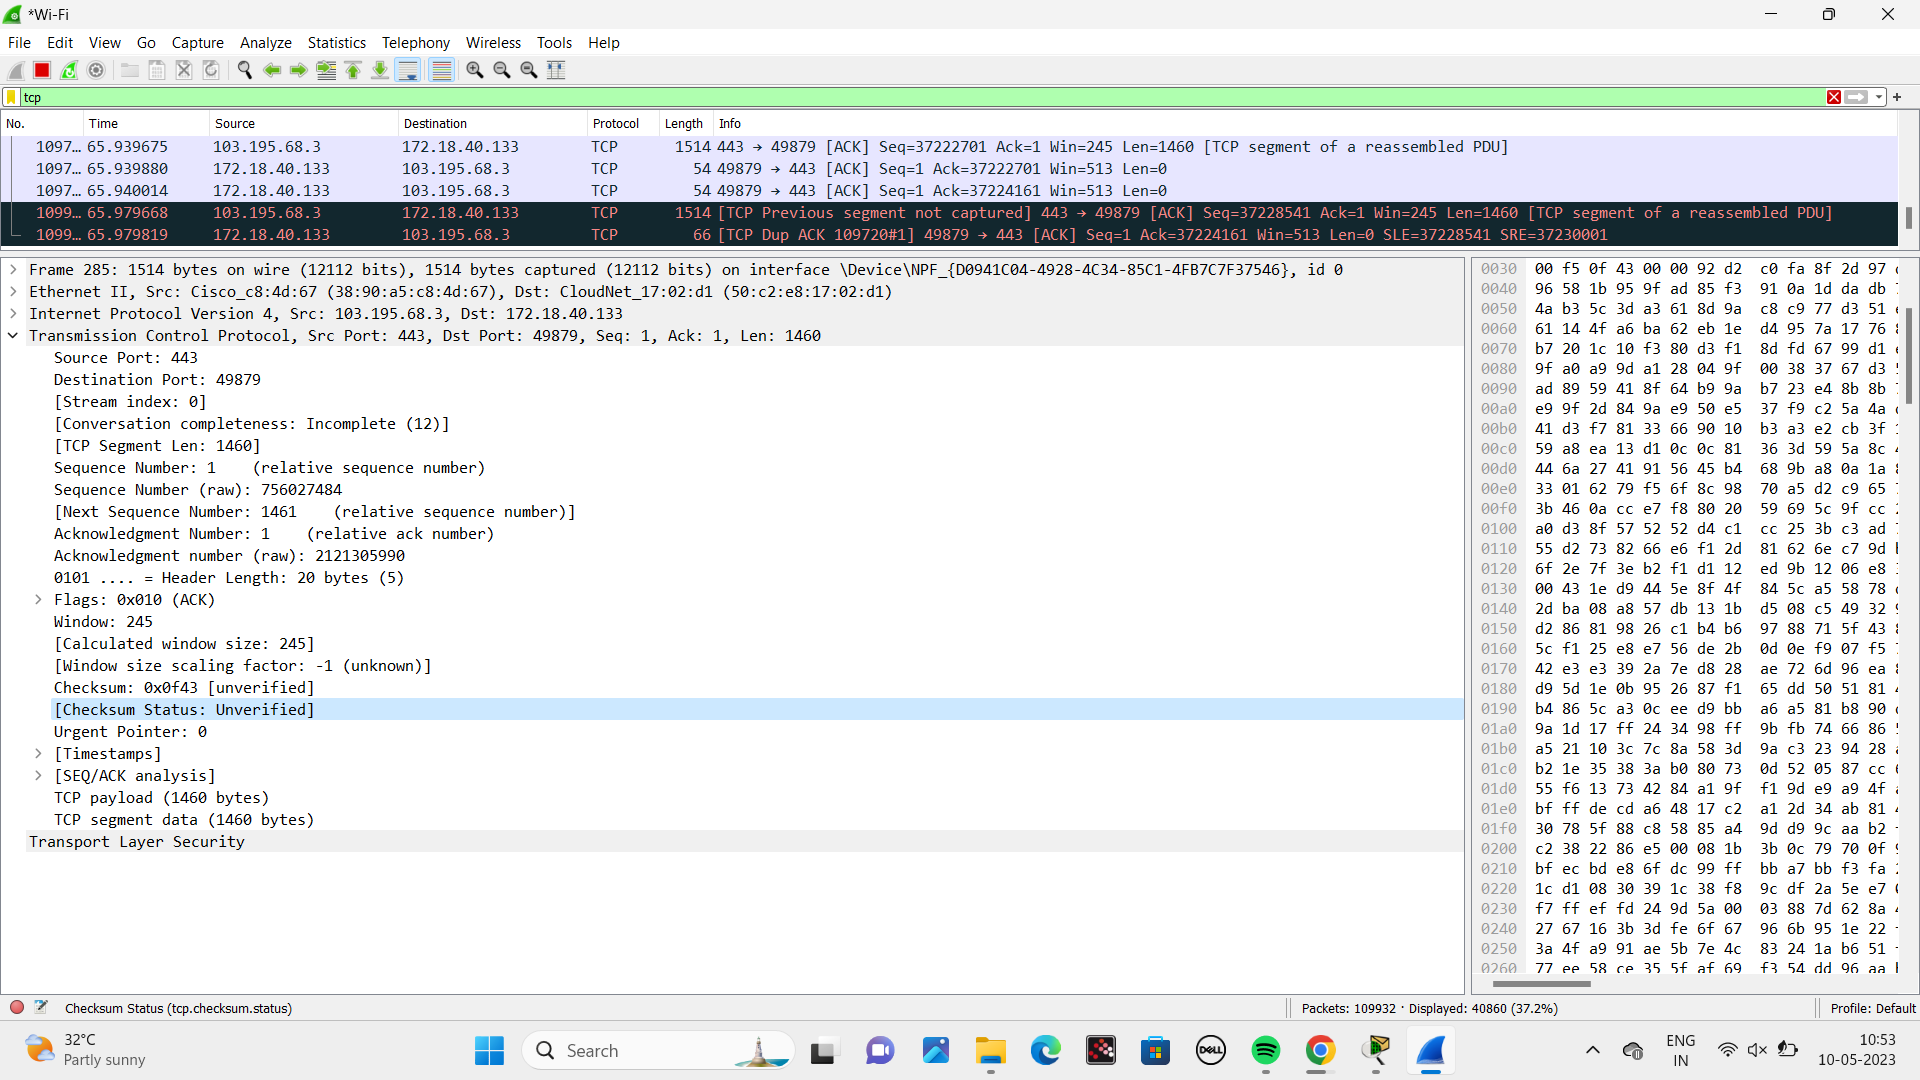 *Wi-Fi
File Edit View Go Capture Analyze Statistics Telephony Wireless Tools Help
tcp
No. Time Source Destination Protocol Length Info
1097… 65.939675 103.195.68.3 172.18.40.133 TCP 1514 443 → 49879 [ACK] Seq=37222701 Ack=1 Win=245 Len=1460 [TCP segment of a reassembled PDU]
1097… 65.939880 172.18.40.133 103.195.68.3 TCP 54 49879 → 443 [ACK] Seq=1 Ack=37222701 Win=513 Len=0
1097… 65.940014 172.18.40.133 103.195.68.3 TCP 54 49879 → 443 [ACK] Seq=1 Ack=37224161 Win=513 Len=0
1099… 65.979668 103.195.68.3 172.18.40.133 TCP 1514 [TCP Previous segment not captured] 443 → 49879 [ACK] Seq=37228541 Ack=1 Win=245 Len=1460 [TCP segment of a reassembled PDU]
1099… 65.979819 172.18.40.133 103.195.68.3 TCP 66 [TCP Dup ACK 109720#1] 49879 → 443 [ACK] Seq=1 Ack=37224161 Win=513 Len=0 SLE=37228541 SRE=37230001
Frame 285: 1514 bytes on wire (12112 bits), 1514 bytes captured (12112 bits) on interface \Device\NPF_{D0941C04-4928-4C34-85C1-4FB7C7F37546}, id 0
Ethernet II, Src: Cisco_c8:4d:67 (38:90:a5:c8:4d:67), Dst: CloudNet_17:02:d1 (50:c2:e8:17:02:d1)
Internet Protocol Version 4, Src: 103.195.68.3, Dst: 172.18.40.133
Transmission Control Protocol, Src Port: 443, Dst Port: 49879, Seq: 1, Ack: 1, Len: 1460
Source Port: 443
Destination Port: 49879
[Stream index: 0]
[Conversation completeness: Incomplete (12)]
[TCP Segment Len: 1460]
Sequence Number: 1 (relative sequence number)
Sequence Number (raw): 756027484
[Next Sequence Number: 1461 (relative sequence number)]
Acknowledgment Number: 1 (relative ack number)
Acknowledgment number (raw): 2121305990
0101 .... = Header Length: 20 bytes (5)
Flags: 0x010 (ACK)
Window: 245
[Calculated window size: 245]
[Window size scaling factor: -1 (unknown)]
Checksum: 0x0f43 [unverified]
[Checksum Status: Unverified]
Urgent Pointer: 0
[Timestamps]
[SEQ/ACK analysis]
TCP payload (1460 bytes)
TCP segment data (1460 bytes)
Transport Layer Security
0030 00 f5 0f 43 00 00 92 d2 c0 fa 8f 2d 97
0040 96 58 1b 95 9f ad 85 f3 91 0a 1d da db
0050 4a b3 5c 3d a3 61 8d 9a c8 c9 77 d3 51
0060 61 14 4f a6 ba 62 eb 1e d4 95 7a 17 76
0070 b7 20 1c 10 f3 80 d3 f1 8d fd 67 99 d1
0080 9f a0 a9 9d a1 28 04 9f 00 38 37 67 d3
0090 ad 89 59 41 8f 64 b9 9a b7 23 e4 8b 8b
00a0 e9 9f 2d 84 9a e9 50 e5 37 f9 c2 5a 4a
00b0 41 d3 f7 81 33 66 90 10 b3 a3 e2 cb 3f
00c0 59 a8 ea 13 d1 0c 0c 81 36 3d 59 5a 8c
00d0 44 6a 27 41 91 56 45 b4 68 9b a8 0a 1a
00e0 33 01 62 79 f5 6f 8c 98 70 a5 d2 c9 65
00f0 3b 46 0a cc e7 f8 80 20 59 69 5c 9f cc
0100 a0 d3 8f 57 52 52 d4 c1 cc 25 3b c3 ad
0110 55 d2 73 82 66 e6 f1 2d 81 62 6e c7 9d
0120 6f 2e 7f 3e b2 f1 d1 12 ed 9b 12 06 e8
0130 00 43 1e d9 44 5e 8f 4f 84 5c a5 58 78
0140 2d ba 08 a8 57 db 13 1b d5 08 c5 49 32
0150 d2 86 81 98 26 c1 b4 b6 97 88 71 5f 43
0160 5c f1 25 e8 e7 56 de 2b 0d 0e f9 07 f5
0170 42 e3 e3 39 2a 7e d8 28 ae 72 6d 96 ea
0180 d9 5d 1e 0b 95 26 87 f1 65 dd 50 51 81
0190 b4 86 5c a3 0c ee d9 bb a6 a5 81 b8 90
01a0 9a 1d 17 ff 24 34 98 ff 9b fb 74 66 86
01b0 a5 21 10 3c 7c 8a 58 3d 9a c3 23 94 28
01c0 b2 1e 35 38 3a b0 80 73 0d 52 05 87 cc
01d0 55 f6 13 73 42 84 a1 9f f1 9d e9 a9 4f
01e0 bf ff de cd a6 48 17 c2 a1 2d 34 ab 81
01f0 30 78 5f 88 c8 58 85 a4 9d d9 9c aa b2
0200 c2 38 22 86 e5 00 08 1b 3b 0c 79 70 0f
0210 bf ec bd e8 6f dc 99 ff bb a7 bb f3 fa
0220 1c d1 08 30 39 1c 38 f8 9c df 2a 5e e7
0230 f7 ff ef fd 24 9d 5a 00 03 88 7d 62 8a
0240 27 67 16 3b 3d fe 6f 67 96 6b 95 1e 22
0250 3a 4f a9 91 ae 5b 7e 4c 83 24 1a b6 51
0260 77 ee 58 ce 35 5f af 69 f3 54 dd 96 aa
Checksum Status (tcp.checksum.status) Packets: 109932 · Displayed: 40860 (37.2%) Profile: Default
32°C
Partly sunny
Search
DELL
ENG
IN
10:53
10-05-2023